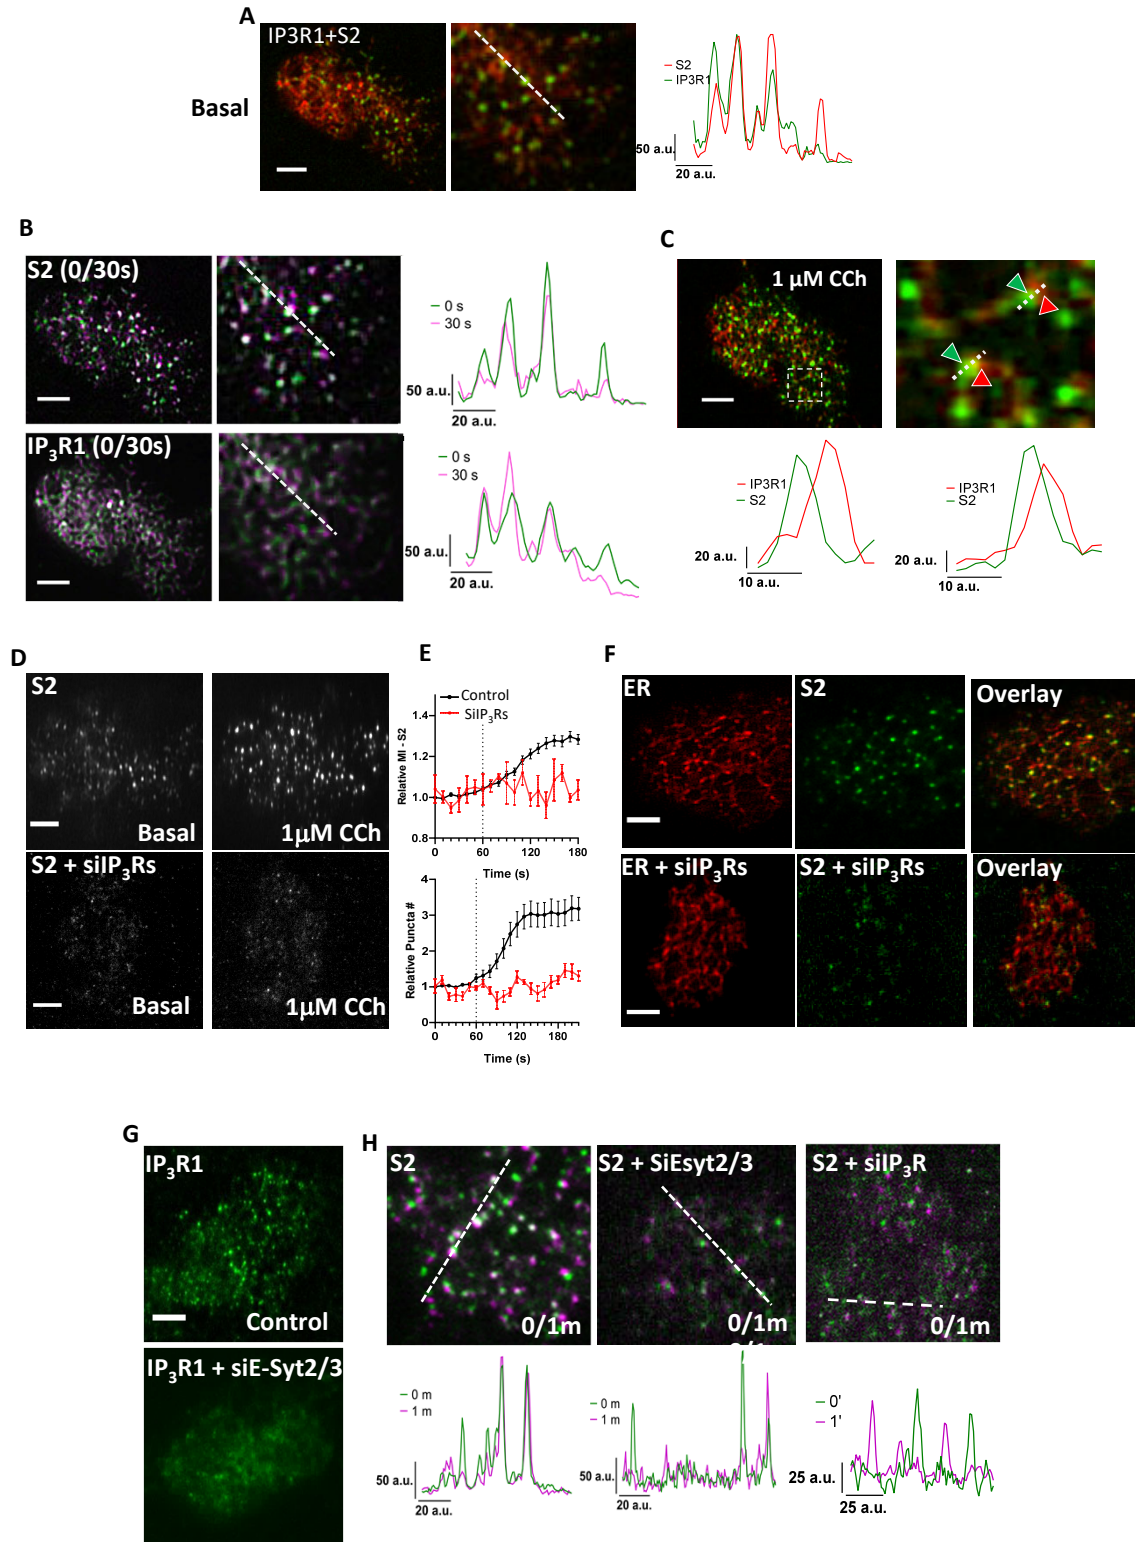 A
IP3R1+S2
Basal
S2
IP3R1
50 a.u.
20 a.u.
B
S2 (0/30s)
0 s
30 s
50 a.u.
20 a.u.
IP3R1 (0/30s)
0 s
30 s
50 a.u.
20 a.u.
C
1 µM CCh
IP3R1
S2
20 a.u.
10 a.u.
IP3R1
S2
20 a.u.
10 a.u.
D
S2
Basal
1µM CCh
S2 + siIP3Rs
Basal
1µM CCh
E
Control
SiIP3Rs
Relative MI - S2
1.4
1.2
1.0
0.8
0 60 120 180
Time (s)
Relative Puncta #
4
3
2
1
0
0 60 120 180
Time (s)
F
ER
S2
Overlay
ER + siIP3Rs
S2 + siIP3Rs
Overlay
G
IP3R1
Control
IP3R1 + siE-Syt2/3
H
S2
0/1m
S2 + SiEsyt2/3
0/1m
S2 + siIP3R
0/1m
0 m
1 m
50 a.u.
20 a.u.
0 m
1 m
50 a.u.
20 a.u.
0'
1'
25 a.u.
25 a.u.